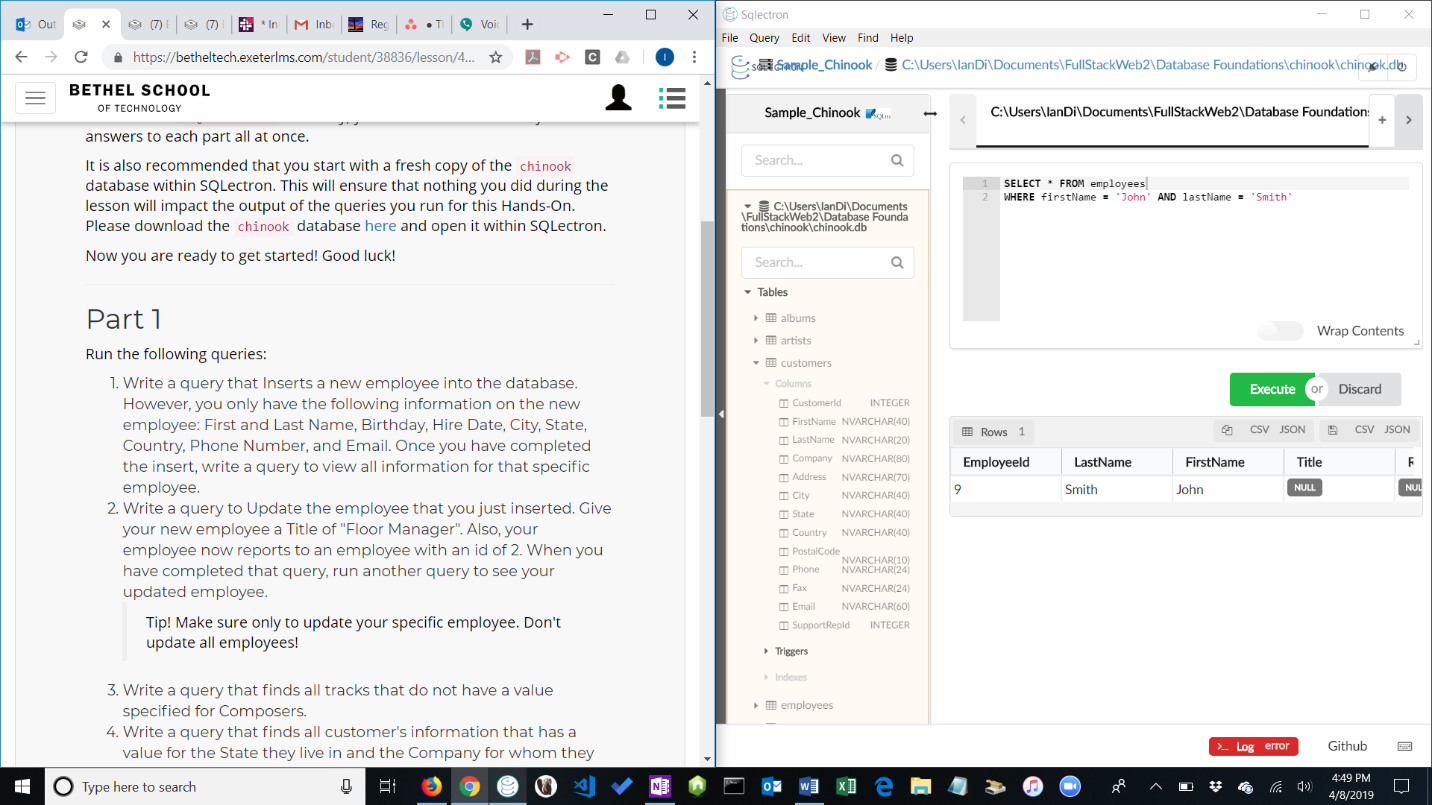 Out
(7)
(7)
* In
Inb
Reg
Voic
https://betheltech.exeterlms.com/student/38836/lesson/4...
BETHEL SCHOOL
OF TECHNOLOGY
answers to each part all at once.
It is also recommended that you start with a fresh copy of the chinook
database within SQLectron. This will ensure that nothing you did during the
lesson will impact the output of the queries you run for this Hands-On.
Please download the chinook database here and open it within SQLectron.
Now you are ready to get started! Good luck!
Part 1
Run the following queries:
1. Write a query that Inserts a new employee into the database.
However, you only have the following information on the new
employee: First and Last Name, Birthday, Hire Date, City, State,
Country, Phone Number, and Email. Once you have completed
the insert, write a query to view all information for that specific
employee.
2. Write a query to Update the employee that you just inserted. Give
your new employee a Title of "Floor Manager". Also, your
employee now reports to an employee with an id of 2. When you
have completed that query, run another query to see your
updated employee.
Tip! Make sure only to update your specific employee. Don't
update all employees!
3. Write a query that finds all tracks that do not have a value
specified for Composers.
4. Write a query that finds all customer's information that has a
value for the State they live in and the Company for whom they
Sqlectron
File Query Edit View Find Help
Sample_Chinook / C:\Users\IanDi\Documents\FullStackWeb2\Database Foundations\chinook\chinook.db
Sample_Chinook
Search...
C:\Users\IanDi\Documents
\FullStackWeb2\Database Founda
tions\chinook\chinook.db
Search...
Tables
albums
artists
customers
Columns
CustomerId INTEGER
FirstName NVARCHAR(40)
LastName NVARCHAR(20)
Company NVARCHAR(80)
Address NVARCHAR(70)
City NVARCHAR(40)
State NVARCHAR(40)
Country NVARCHAR(40)
PostalCode NVARCHAR(10)
Phone NVARCHAR(24)
Fax NVARCHAR(24)
Email NVARCHAR(60)
SupportRepId INTEGER
Triggers
Indexes
employees
C:\Users\IanDi\Documents\FullStackWeb2\Database Foundations
+
1 SELECT * FROM employees
2 WHERE firstName = 'John' AND lastName = 'Smith'
Wrap Contents
Execute or Discard
Rows 1 CSV JSON CSV JSON
EmployeeId LastName FirstName Title
9 Smith John NULL NUL
Log error Github
Type here to search
4:49 PM
4/8/2019